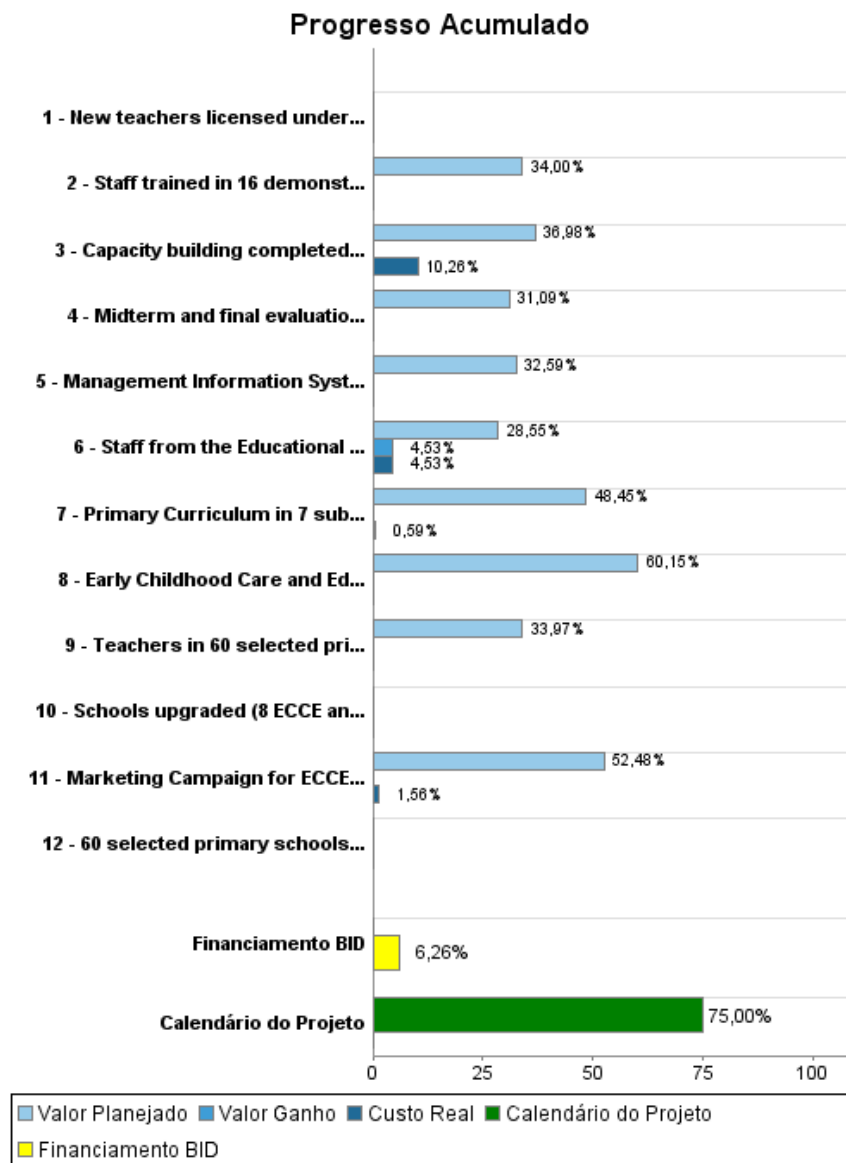 Progresso Acumulado
1 - New teachers licensed under...
34,00%
2 - Staff trained in 16 demonst...
36,98%
3 - Capacity building completed...
10,26%
31,09%
4 - Midterm and final evaluatio...
32,59%
5 - Management Information Syst...
28,55%
6 - Staff from the Educational ...
4,53%
4,53%
48,45%
7 - Primary Curriculum in 7 sub...
0,59%
60,15%
8 - Early Childhood Care and Ed...
33,97%
9 - Teachers in 60 selected pri...
10 - Schools upgraded (8 ECCE an...
52,48%
11 - Marketing Campaign for ECCE...
1,56%
12 - 60 selected primary schools...
Financiamento BID
6,26%
Calendário do Projeto
75,00%
0 25 50 75 100
Valor Planejado Valor Ganho Custo Real Calendário do Projeto
Financiamento BID